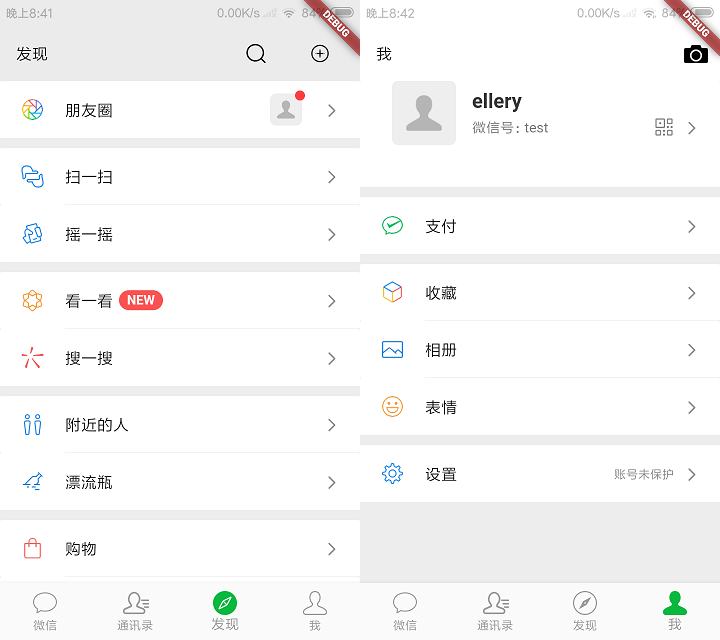 晚上8:41
0.00K/s
84%
DEBUG
发现
朋友圈
扫一扫
摇一摇
看一看 NEW
搜一搜
附近的人
漂流瓶
购物
微信
通讯录
发现
我
晚上8:42
0.00K/s
DEBUG
我
ellery
微信号: test
支付
收藏
相册
表情
设置
账号未保护
微信
通讯录
发现
我